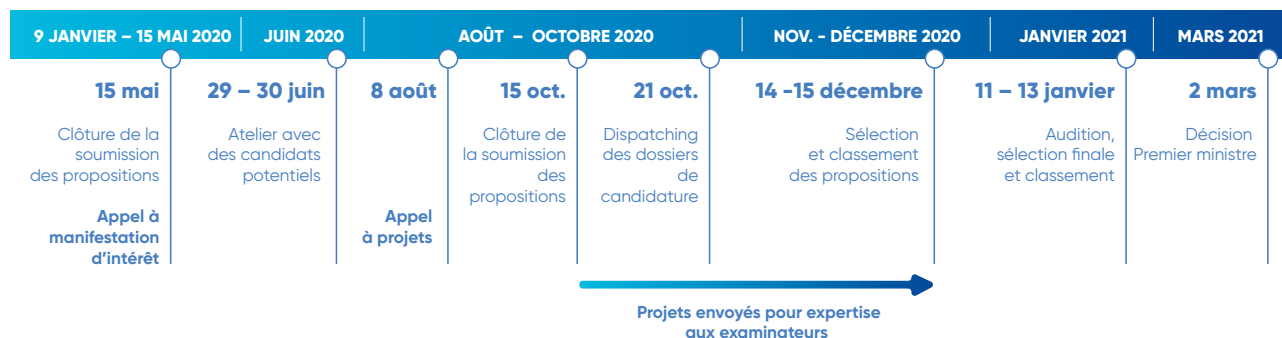 9 JANVIER – 15 MAI 2020
JUIN 2020
AOÛT – OCTOBRE 2020
NOV. - DÉCEMBRE 2020
JANVIER 2021
MARS 2021
15 mai
Clôture de la
soumission
des propositions
Appel à
manifestation
d'intérêt
29 – 30 juin
Atelier avec
des candidats
potentiels
8 août
Appel
à projets
15 oct.
Clôture de
la soumission
des
propositions
21 oct.
Dispatching
des dossiers
de
candidature
14 -15 décembre
Sélection
et classement
des propositions
11 – 13 janvier
Audition,
sélection finale
et classement
2 mars
Décision
Premier ministre
Projets envoyés pour expertise
aux examinateurs